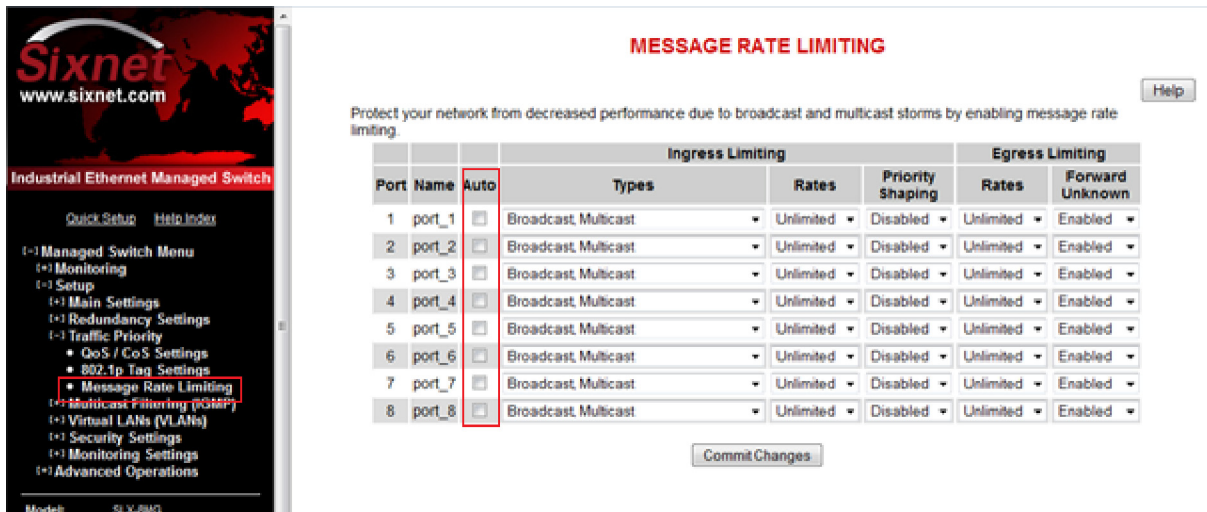 Sixnet
www.sixnet.com
Industrial Ethernet Managed Switch
Quick Setup Help Index
[-] Managed Switch Menu
[+] Monitoring
[-] Setup
[+] Main Settings
[+] Redundancy Settings
[-] Traffic Priority
• QoS / CoS Settings
• 802.1p Tag Settings
• Message Rate Limiting
[+] Multicast Filtering (IGMP)
[+] Virtual LANs (VLANs)
[+] Security Settings
[+] Monitoring Settings
[+] Advanced Operations
Model: SLX-8MG
MESSAGE RATE LIMITING
Help
Protect your network from decreased performance due to broadcast and multicast storms by enabling message rate
limiting.
Ingress Limiting Egress Limiting
Port Name Auto Types Rates Priority Shaping Rates Forward Unknown
1 port_1 Broadcast, Multicast Unlimited Disabled Unlimited Enabled
2 port_2 Broadcast, Multicast Unlimited Disabled Unlimited Enabled
3 port_3 Broadcast, Multicast Unlimited Disabled Unlimited Enabled
4 port_4 Broadcast, Multicast Unlimited Disabled Unlimited Enabled
5 port_5 Broadcast, Multicast Unlimited Disabled Unlimited Enabled
6 port_6 Broadcast, Multicast Unlimited Disabled Unlimited Enabled
7 port_7 Broadcast, Multicast Unlimited Disabled Unlimited Enabled
8 port_8 Broadcast, Multicast Unlimited Disabled Unlimited Enabled
Commit Changes